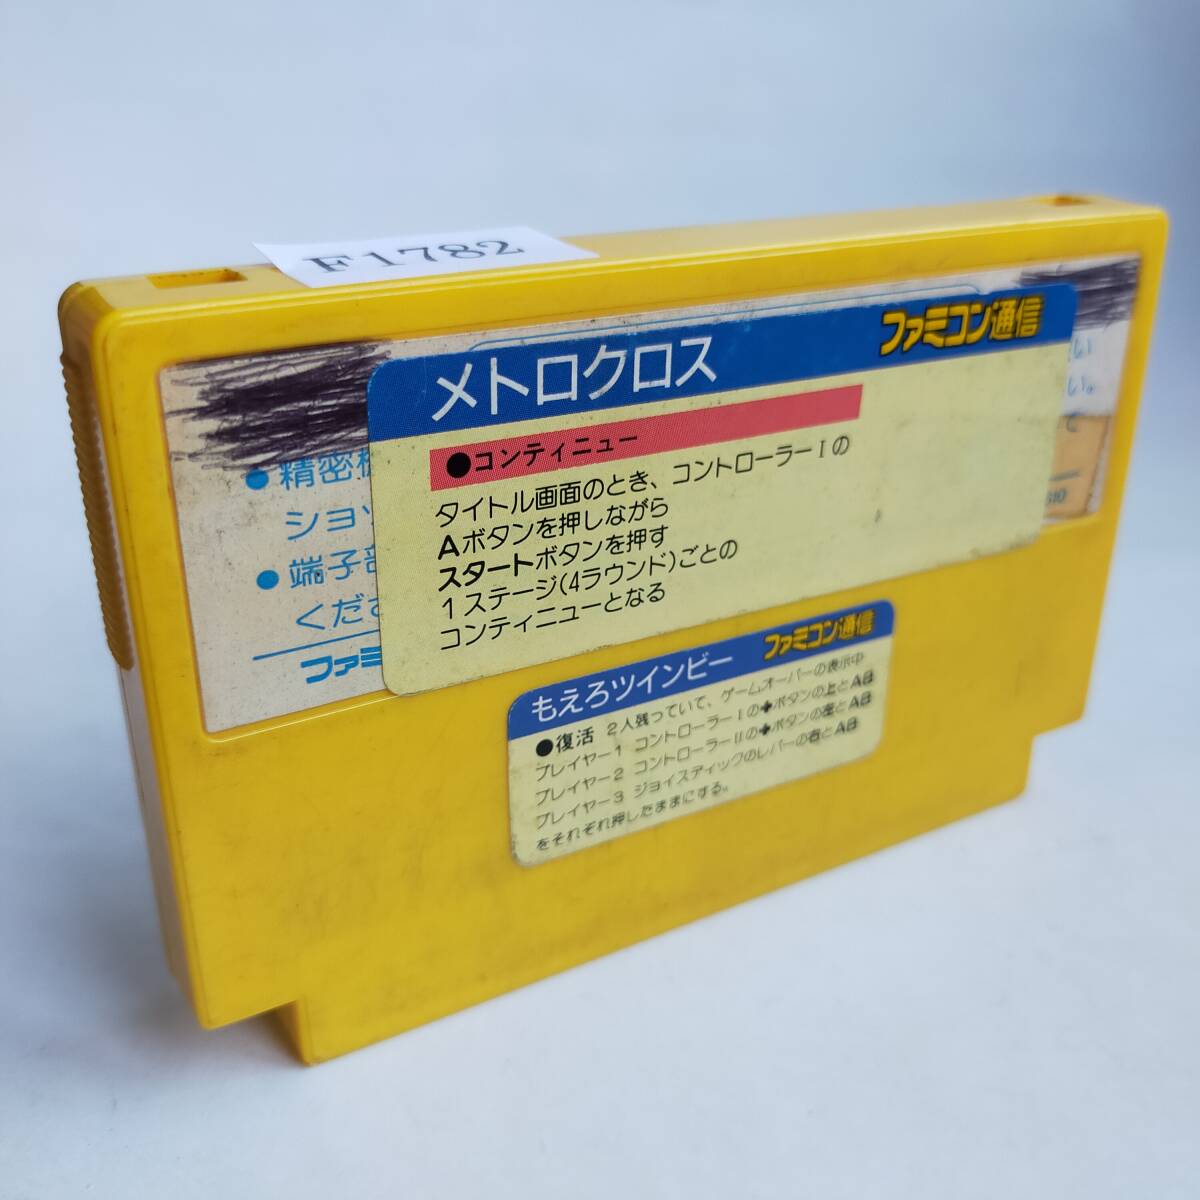 F1782
メトロクロス
ファミコン通信
●コンティニュー
タイトル画面のとき、コントローラーⅠの
Aボタンを押しながら
スタートボタンを押す
1ステージ(4ラウンド)ごとの
コンティニューとなる
●精密
ショッ
●端子部
くださ
ファミ
い
い。
て
もえろツインビー
ファミコン通信
●復活 2人残っていて、ゲームオーバーの表示中
プレイヤー1 コントローラーⅠの✚ボタンの上とAB
プレイヤー2 コントローラーⅡの✚ボタンの左とAB
プレイヤー3 ジョイスティックのレバーの右とAB
をそれぞれ押したままにする。